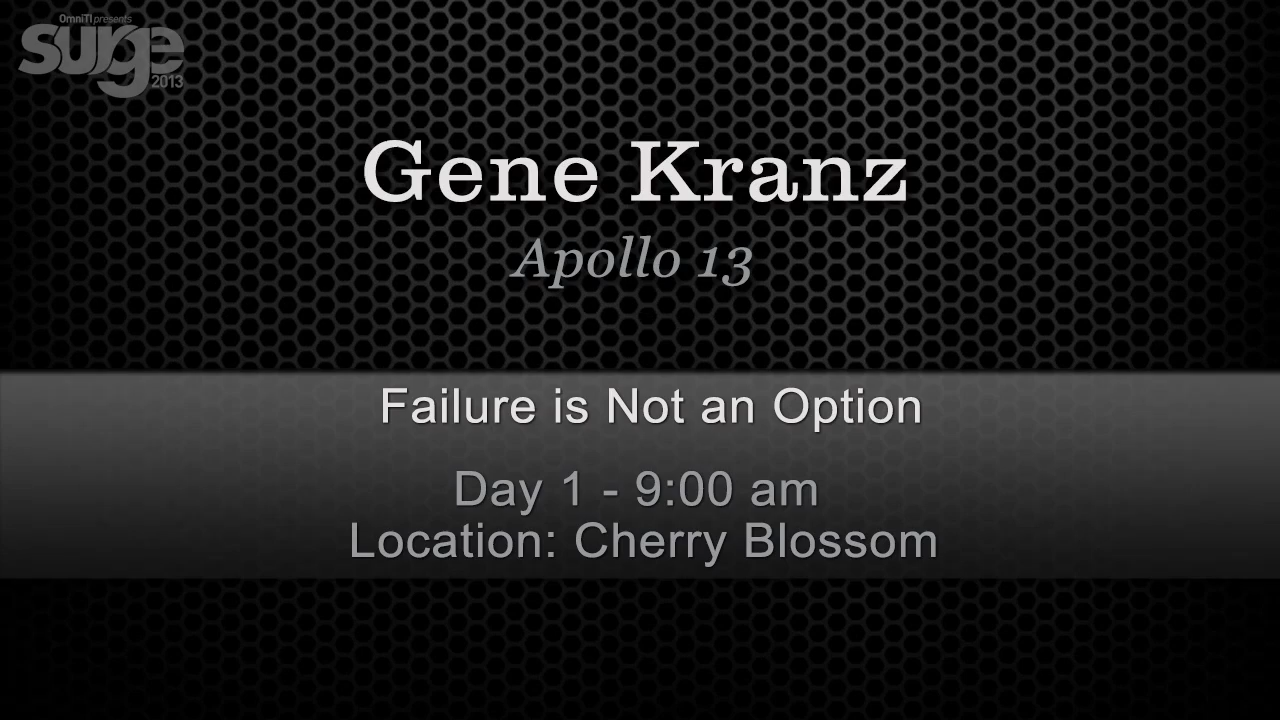 OmniTI presents
surge
2013
Gene Kranz
Apollo 13
Failure is Not an Option
Day 1 - 9:00 am
Location: Cherry Blossom